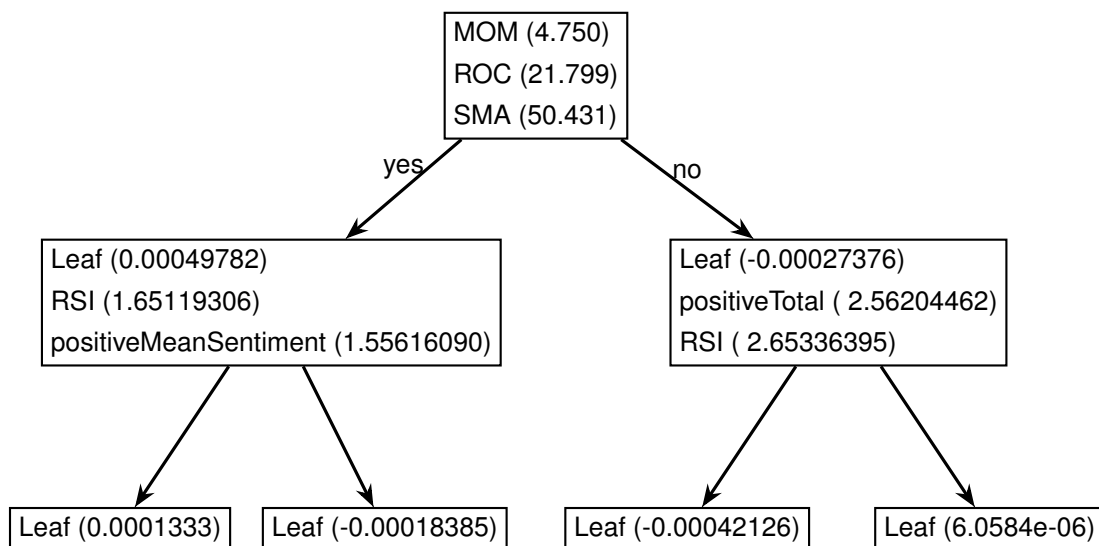 MOM (4.750)
ROC (21.799)
SMA (50.431)
yes
no
Leaf (0.00049782)
RSI (1.65119306)
positiveMeanSentiment (1.55616090)
Leaf (-0.00027376)
positiveTotal ( 2.56204462)
RSI ( 2.65336395)
Leaf (0.0001333)
Leaf (-0.00018385)
Leaf (-0.00042126)
Leaf (6.0584e-06)